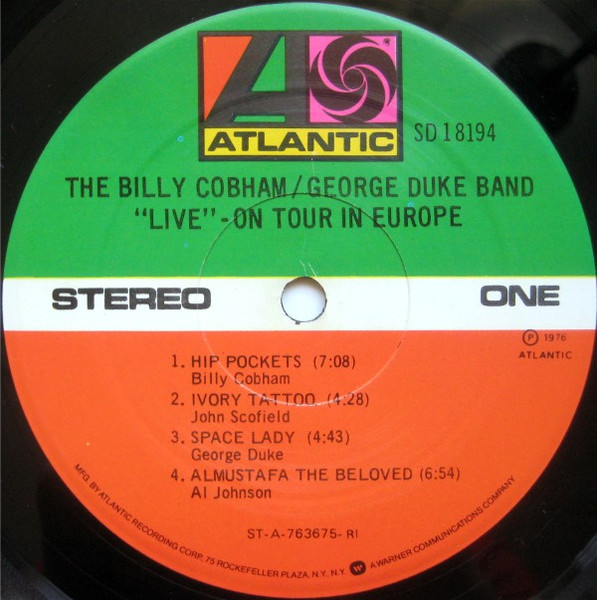 ATLANTIC
SD 18194
THE BILLY COBHAM/GEORGE DUKE BAND
"LIVE"-ON TOUR IN EUROPE
STEREO
ONE
Ⓟ 1976
ATLANTIC
1. HIP POCKETS (7:08)
Billy Cobham
2. IVORY TATTOO (4:28)
John Scofield
3. SPACE LADY (4:43)
George Duke
4. ALMUSTAFA THE BELOVED (6:54)
Al Johnson
ST-A-763675-RI
MFG. BY ATLANTIC RECORDING CORP. 75 ROCKEFELLER PLAZA, N.Y. N.Y. W A WARNER COMMUNICATIONS COMPANY